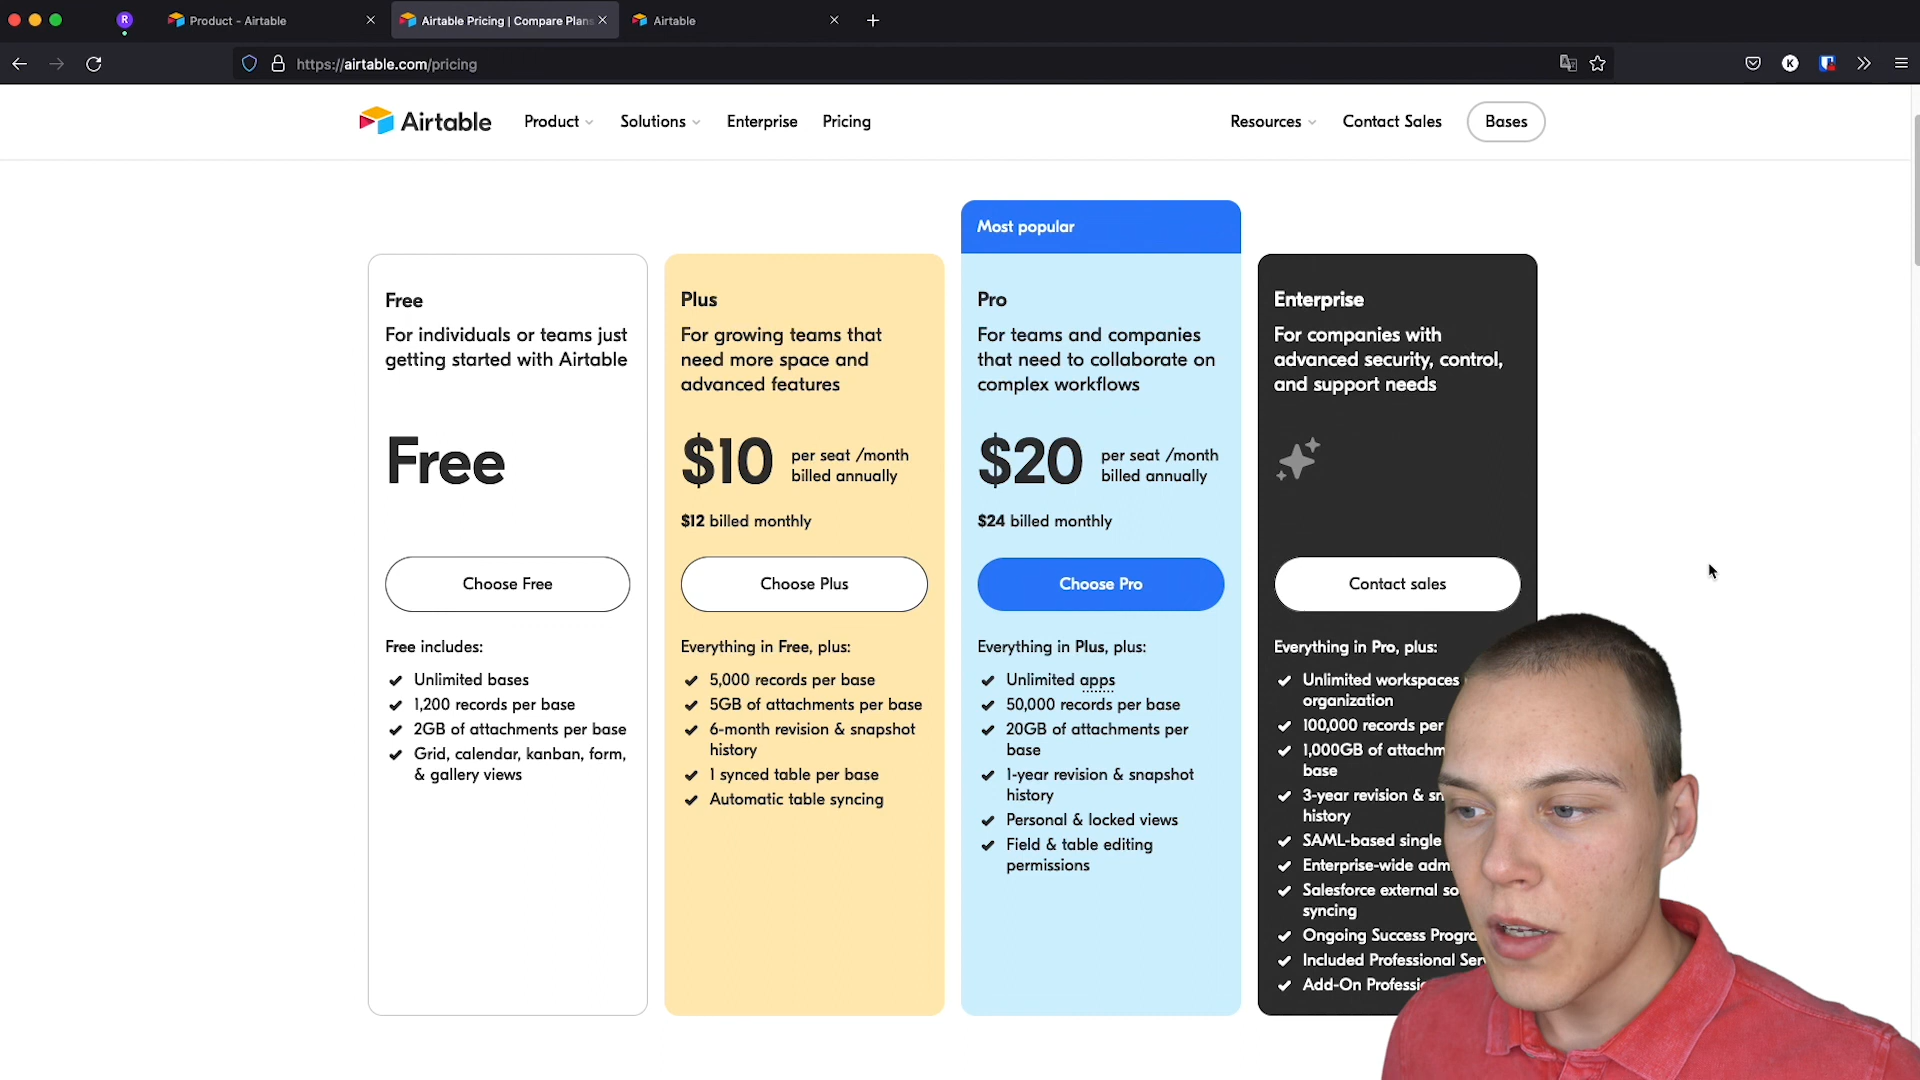 R
Product - Airtable
Airtable Pricing | Compare Plans
Airtable
https://airtable.com/pricing
K
Airtable
Product
Solutions
Enterprise
Pricing
Resources
Contact Sales
Bases
Free
For individuals or teams just
getting started with Airtable
Free
Choose Free
Free includes:
Unlimited bases
1,200 records per base
2GB of attachments per base
Grid, calendar, kanban, form,
& gallery views
Plus
For growing teams that
need more space and
advanced features
$10 per seat /month
billed annually
$12 billed monthly
Choose Plus
Everything in Free, plus:
5,000 records per base
5GB of attachments per base
6-month revision & snapshot
history
1 synced table per base
Automatic table syncing
Most popular
Pro
For teams and companies
that need to collaborate on
complex workflows
$20 per seat /month
billed annually
$24 billed monthly
Choose Pro
Everything in Plus, plus:
Unlimited apps
50,000 records per base
20GB of attachments per
base
1-year revision & snapshot
history
Personal & locked views
Field & table editing
permissions
Enterprise
For companies with
advanced security, control,
and support needs
Contact sales
Everything in Pro, plus:
Unlimited workspaces
organization
100,000 records per
1,000GB of
base
3-year revision &
history
SAML-based single
Enterprise-wide
Salesforce external
syncing
Ongoing Success
Included Professional
Add-On